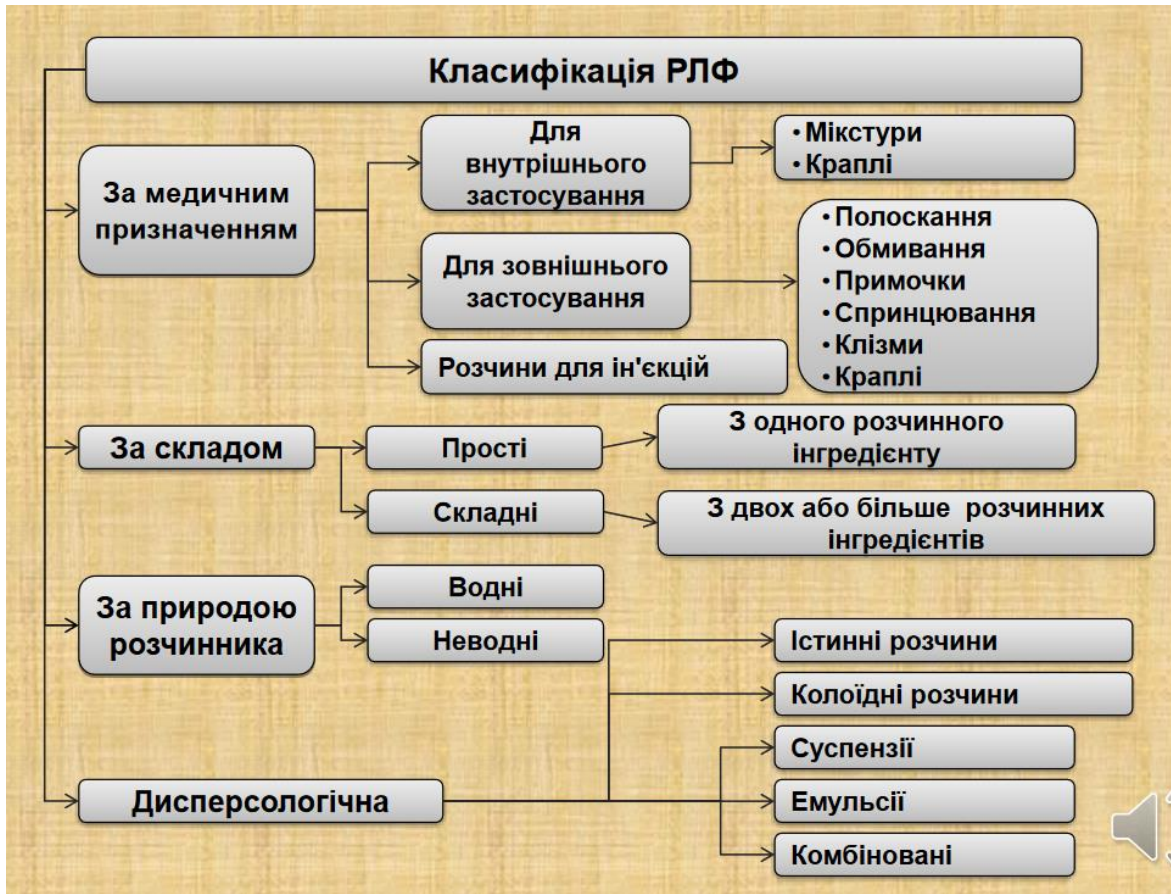 Класифікація РЛФ
За медичним
призначенням
Для
внутрішнього
застосування
• Мікстури
• Краплі
Для зовнішнього
застосування
• Полоскання
• Обмивання
• Примочки
• Спринцювання
• Клізми
• Краплі
Розчини для ін'єкцій
За складом
Прості
З одного розчинного
інгредієнту
Складні
З двох або більше розчинних
інгредієнтів
За природою
розчинника
Водні
Неводні
Дисперсологічна
Істинні розчини
Колоїдні розчини
Суспензії
Емульсії
Комбіновані